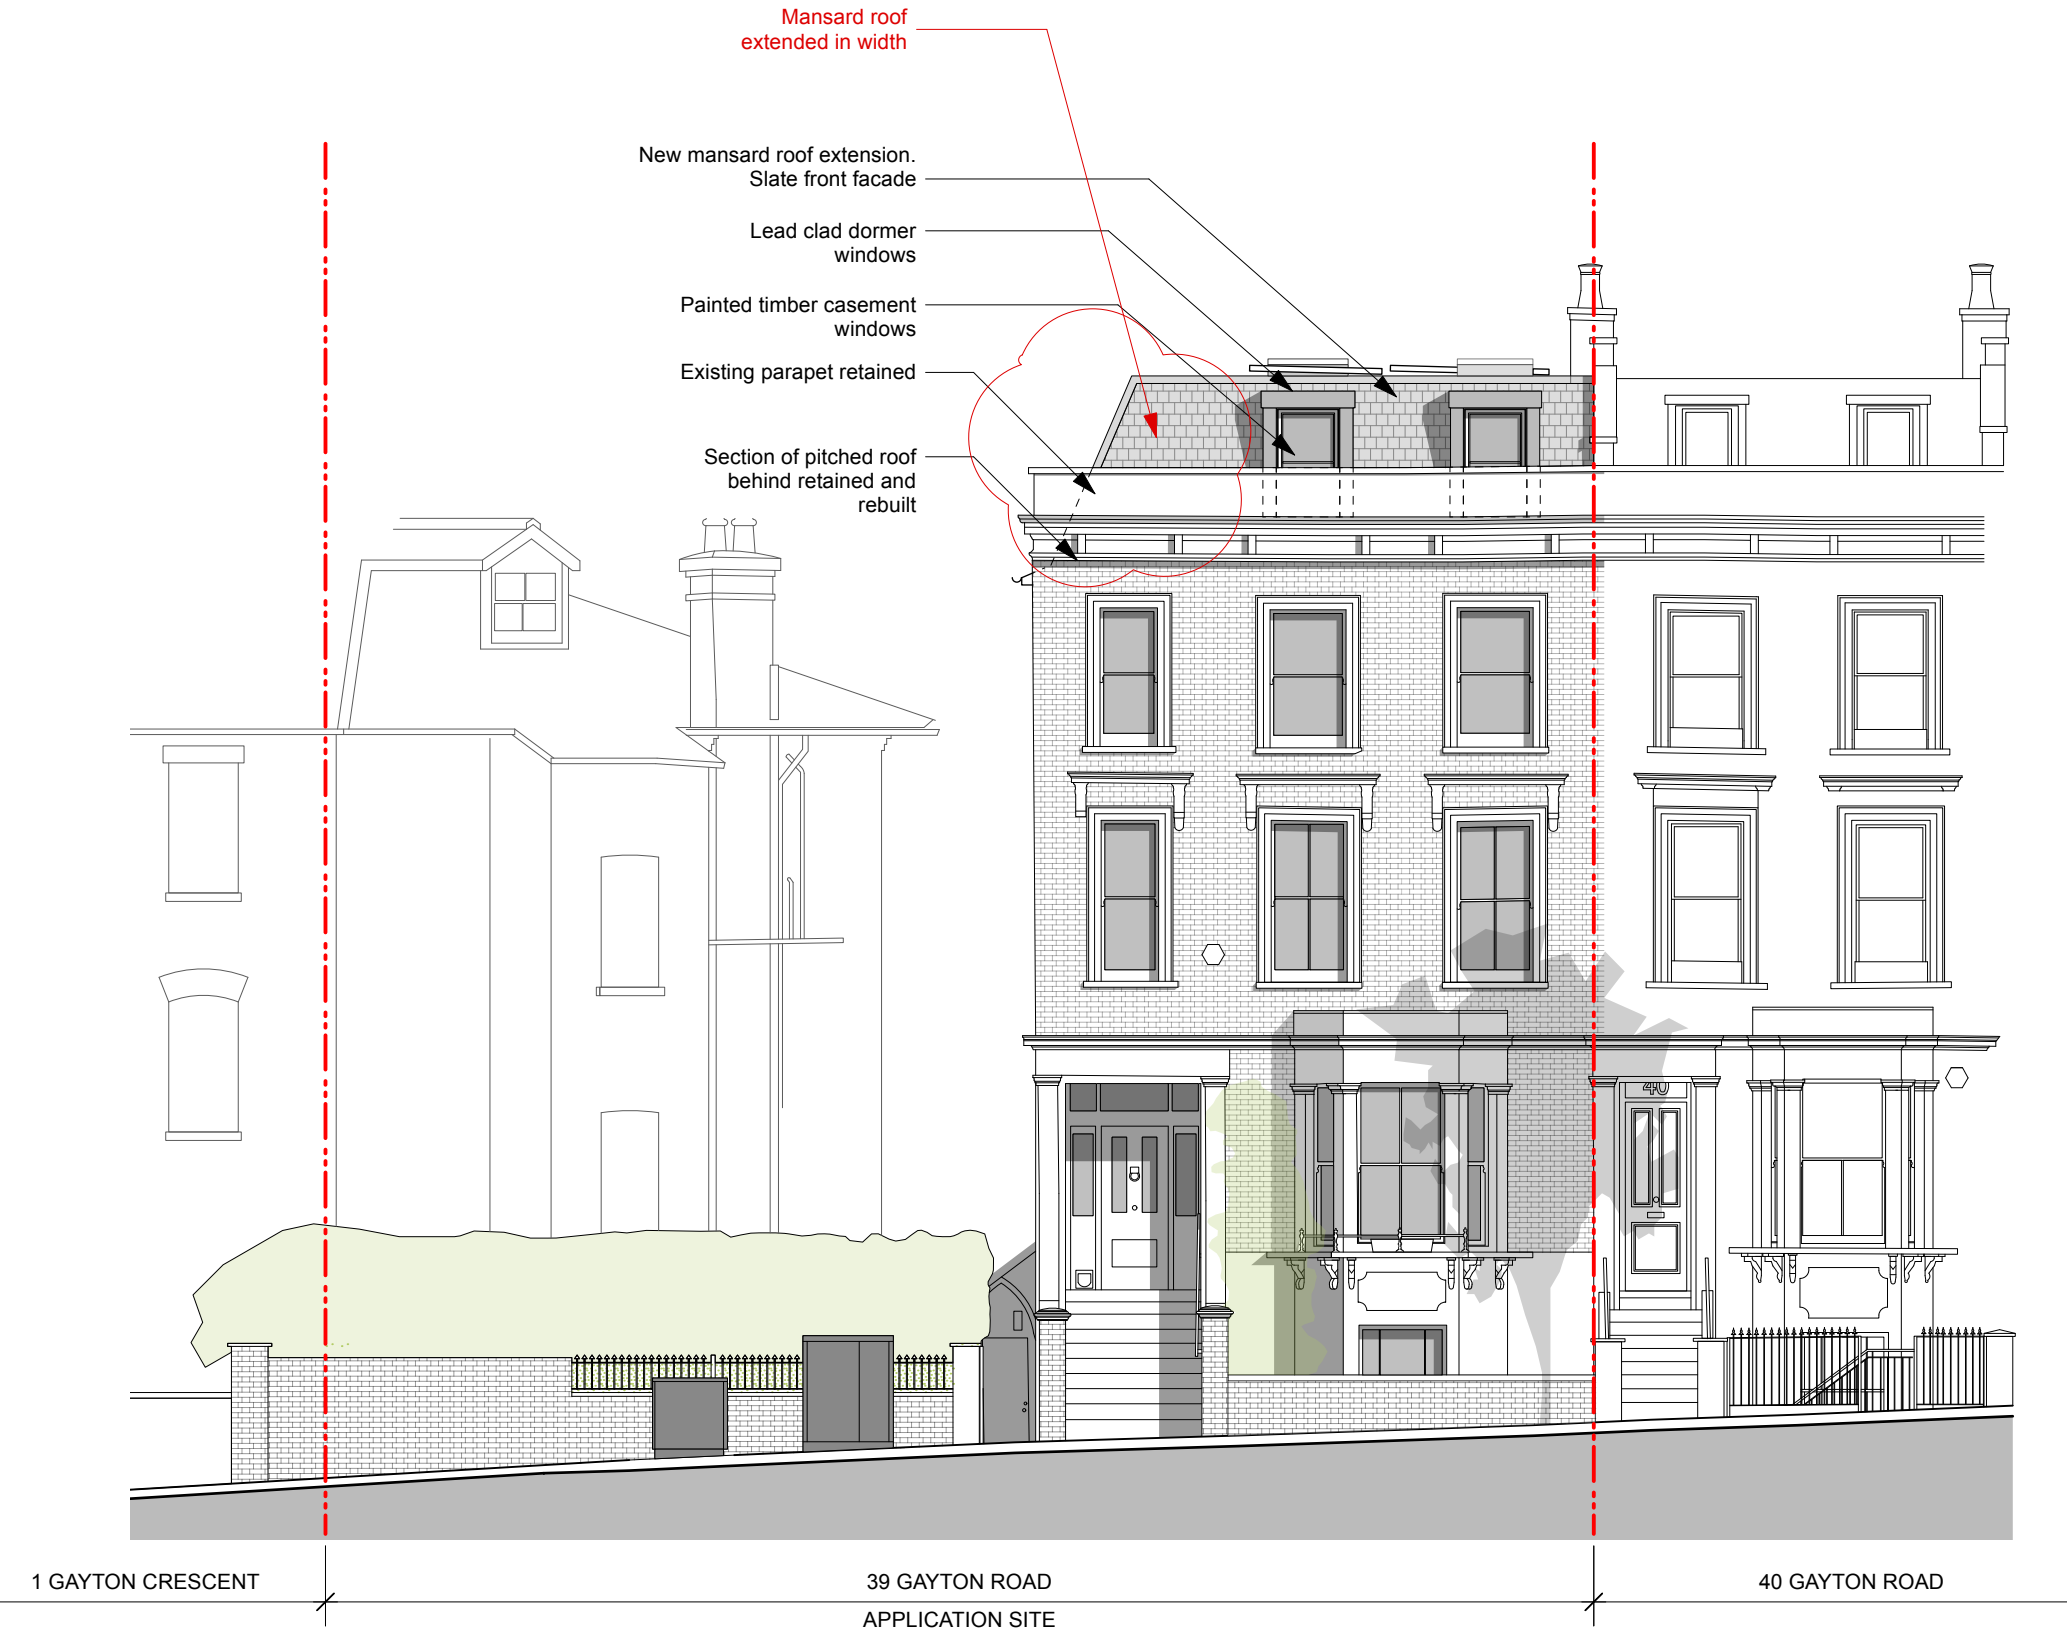 Mansard roof
extended in width
New mansard roof extension.
Slate front facade
Lead clad dormer
windows
Painted timber casement
windows
Existing parapet retained
Section of pitched roof
behind retained and
rebuilt
40
1 GAYTON CRESCENT
39 GAYTON ROAD
40 GAYTON ROAD
APPLICATION SITE